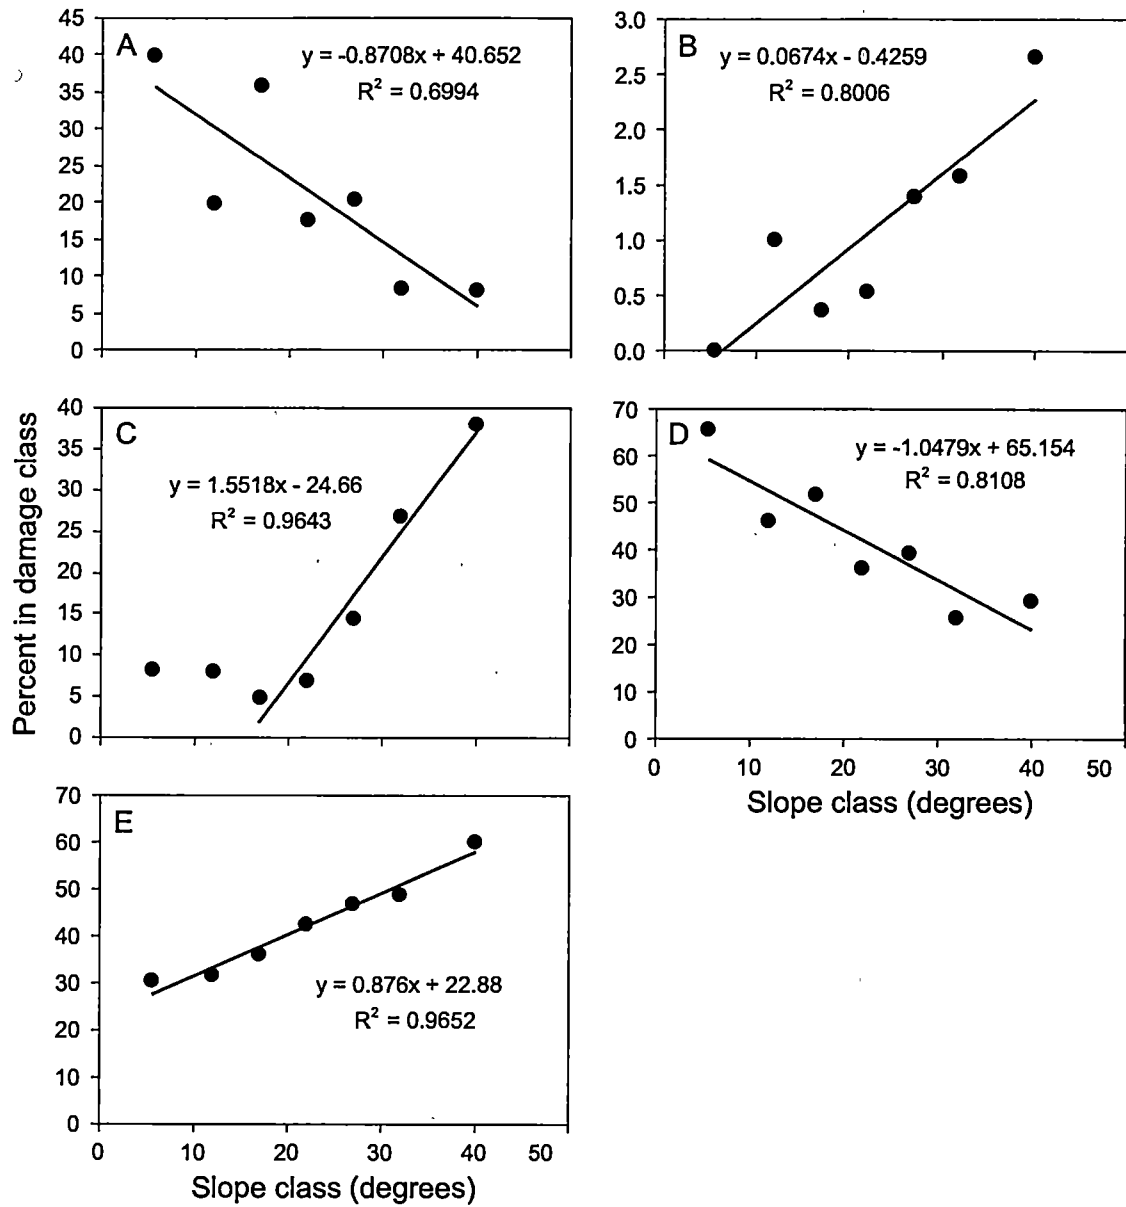 A
y = -0.8708x + 40.652
R² = 0.6994
45
40
35
30
25
20
15
10
5
0
B
y = 0.0674x - 0.4259
R² = 0.8006
3.0
2.5
2.0
1.5
1.0
0.5
0.0
Percent in damage class
C
y = 1.5518x - 24.66
R² = 0.9643
40
35
30
25
20
15
10
5
0
D
y = -1.0479x + 65.154
R² = 0.8108
70
60
50
40
30
20
10
0
0 10 20 30 40 50
Slope class (degrees)
E
y = 0.876x + 22.88
R² = 0.9652
70
60
50
40
30
20
10
0
0 10 20 30 40 50
Slope class (degrees)